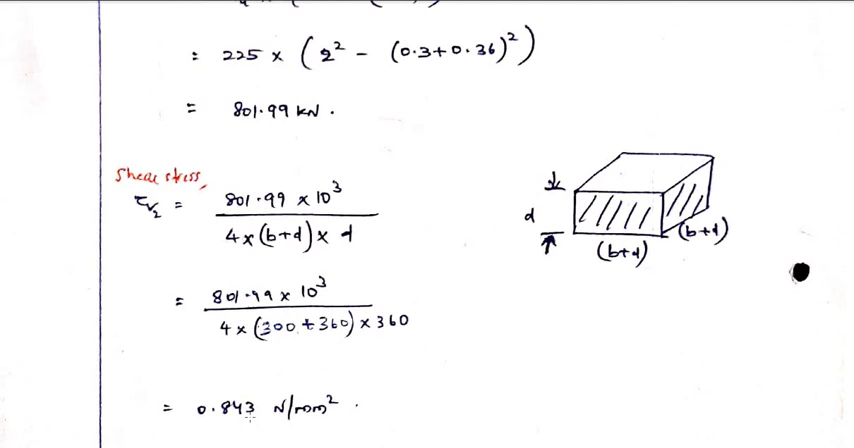 = 225 × (2² - (0.3+0.36)²)
= 801.99 kN.
Shear stress,
τv₂ = 801.99 × 10³ / 4×(b+d)× d
d
(b+d)
(b+d)
= 801.99 × 10³ / 4 × (300 + 360) × 360
= 0.843 N/mm².